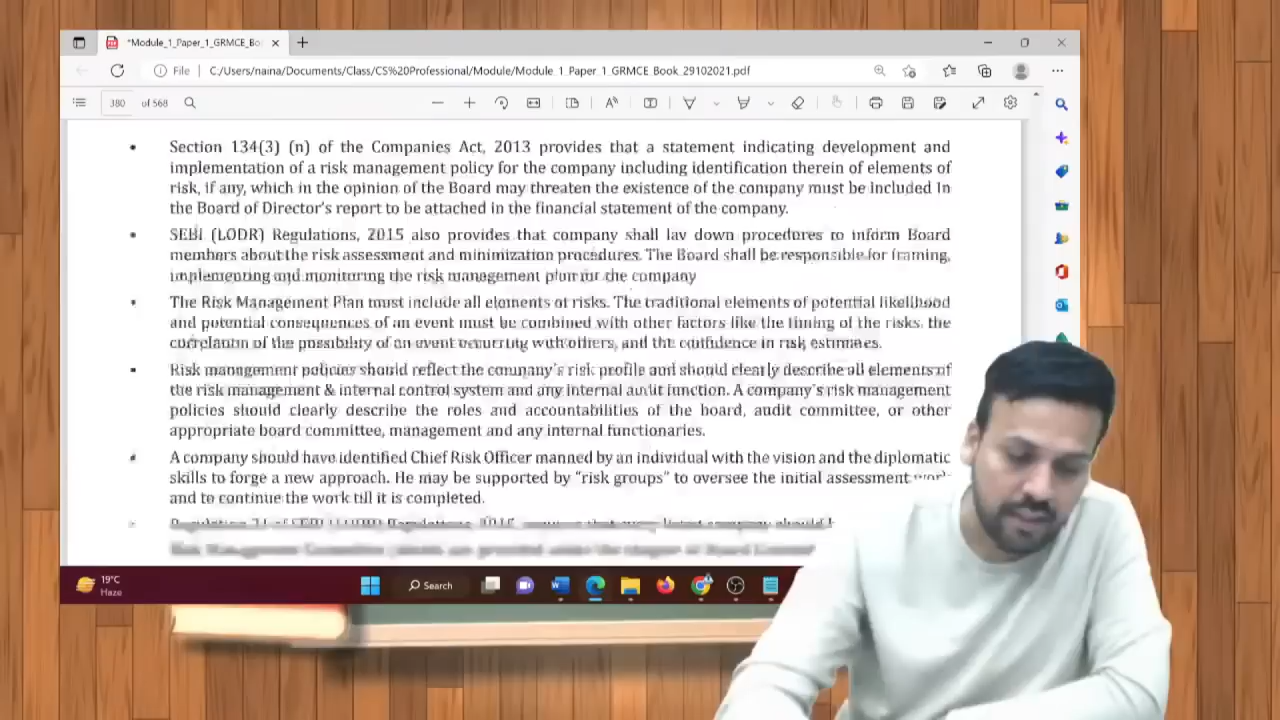 *Module_1_Paper_1_GRMCE_Bo
File C:/Users/naina/Documents/Class/CS%20Professional/Module/Module_1_Paper_1_GRMCE_Book_29102021.pdf
380 of 568
Section 134(3) (n) of the Companies Act, 2013 provides that a statement indicating development and
implementation of a risk management policy for the company including identification therein of elements of
risk, if any, which in the opinion of the Board may threaten the existence of the company must be included In
the Board of Director's report to be attached in the financial statement of the company.
SEBI (LODR) Regulations, 2015 also provides that company shall lay down procedures to inform Board
members about the risk assessment and minimization procedures. The Board shall be responsible for framing,
implementing and monitoring the risk management plan for the company
The Risk Management Plan must include all elements of risks. The traditional elements of potential likelihood
and potential consequences of an event must be combined with other factors like the timing of the risks, the
correlation of the possibility of an event occurring with others, and the confidence in risk estimates.
Risk management policies should reflect the company's risk profile and should clearly describe all elements of
the risk management & internal control system and any internal audit function. A company's risk management
policies should clearly describe the roles and accountabilities of the board, audit committee, or other
appropriate board committee, management and any internal functionaries.
A company should have identified Chief Risk Officer manned by an individual with the vision and the diplomatic
skills to forge a new approach. He may be supported by "risk groups" to oversee the initial assessment work
and to continue the work till it is completed.
19°C
Haze
Search